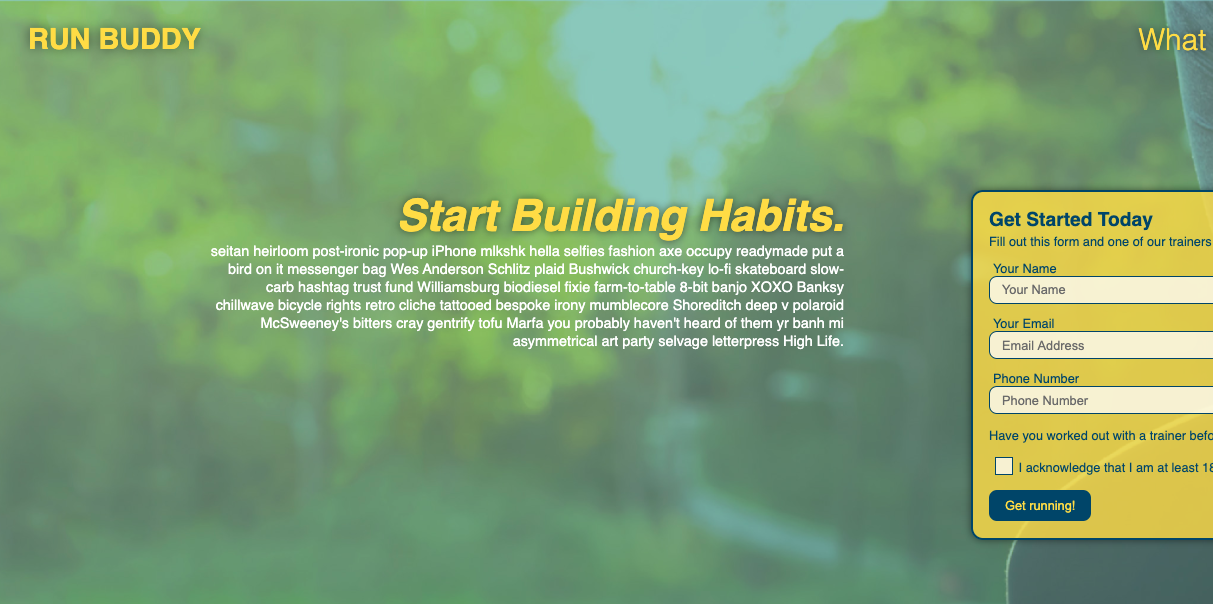 RUN BUDDY
What
Start Building Habits.
seitan heirloom post-ironic pop-up iPhone mlkshk hella selfies fashion axe occupy readymade put a
bird on it messenger bag Wes Anderson Schlitz plaid Bushwick church-key lo-fi skateboard slow-
carb hashtag trust fund Williamsburg biodiesel fixie farm-to-table 8-bit banjo XOXO Banksy
chillwave bicycle rights retro cliche tattooed bespoke irony mumblecore Shoreditch deep v polaroid
McSweeney's bitters cray gentrify tofu Marfa you probably haven't heard of them yr banh mi
asymmetrical art party selvage letterpress High Life.
Get Started Today
Fill out this form and one of our trainers
Your Name
Your Name
Your Email
Email Address
Phone Number
Phone Number
Have you worked out with a trainer befo
I acknowledge that I am at least 18
Get running!